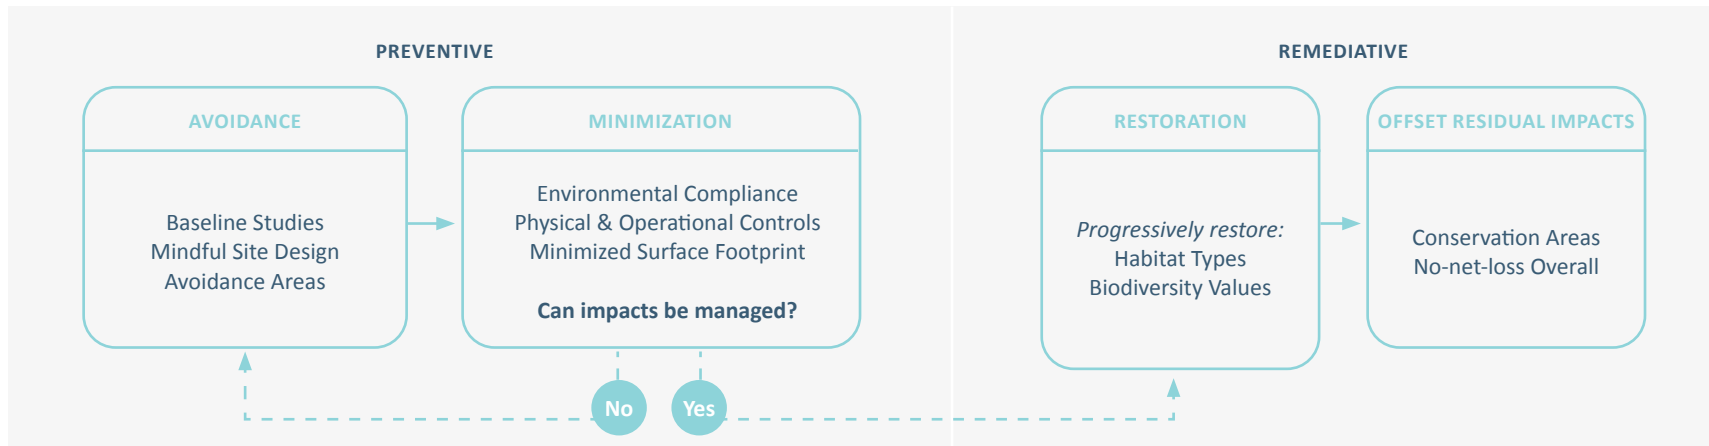 PREVENTIVE
AVOIDANCE
Baseline Studies
Mindful Site Design
Avoidance Areas
MINIMIZATION
Environmental Compliance
Physical & Operational Controls
Minimized Surface Footprint
Can impacts be managed?
No
Yes
REMEDIATIVE
RESTORATION
Progressively restore:
Habitat Types
Biodiversity Values
OFFSET RESIDUAL IMPACTS
Conservation Areas
No-net-loss Overall